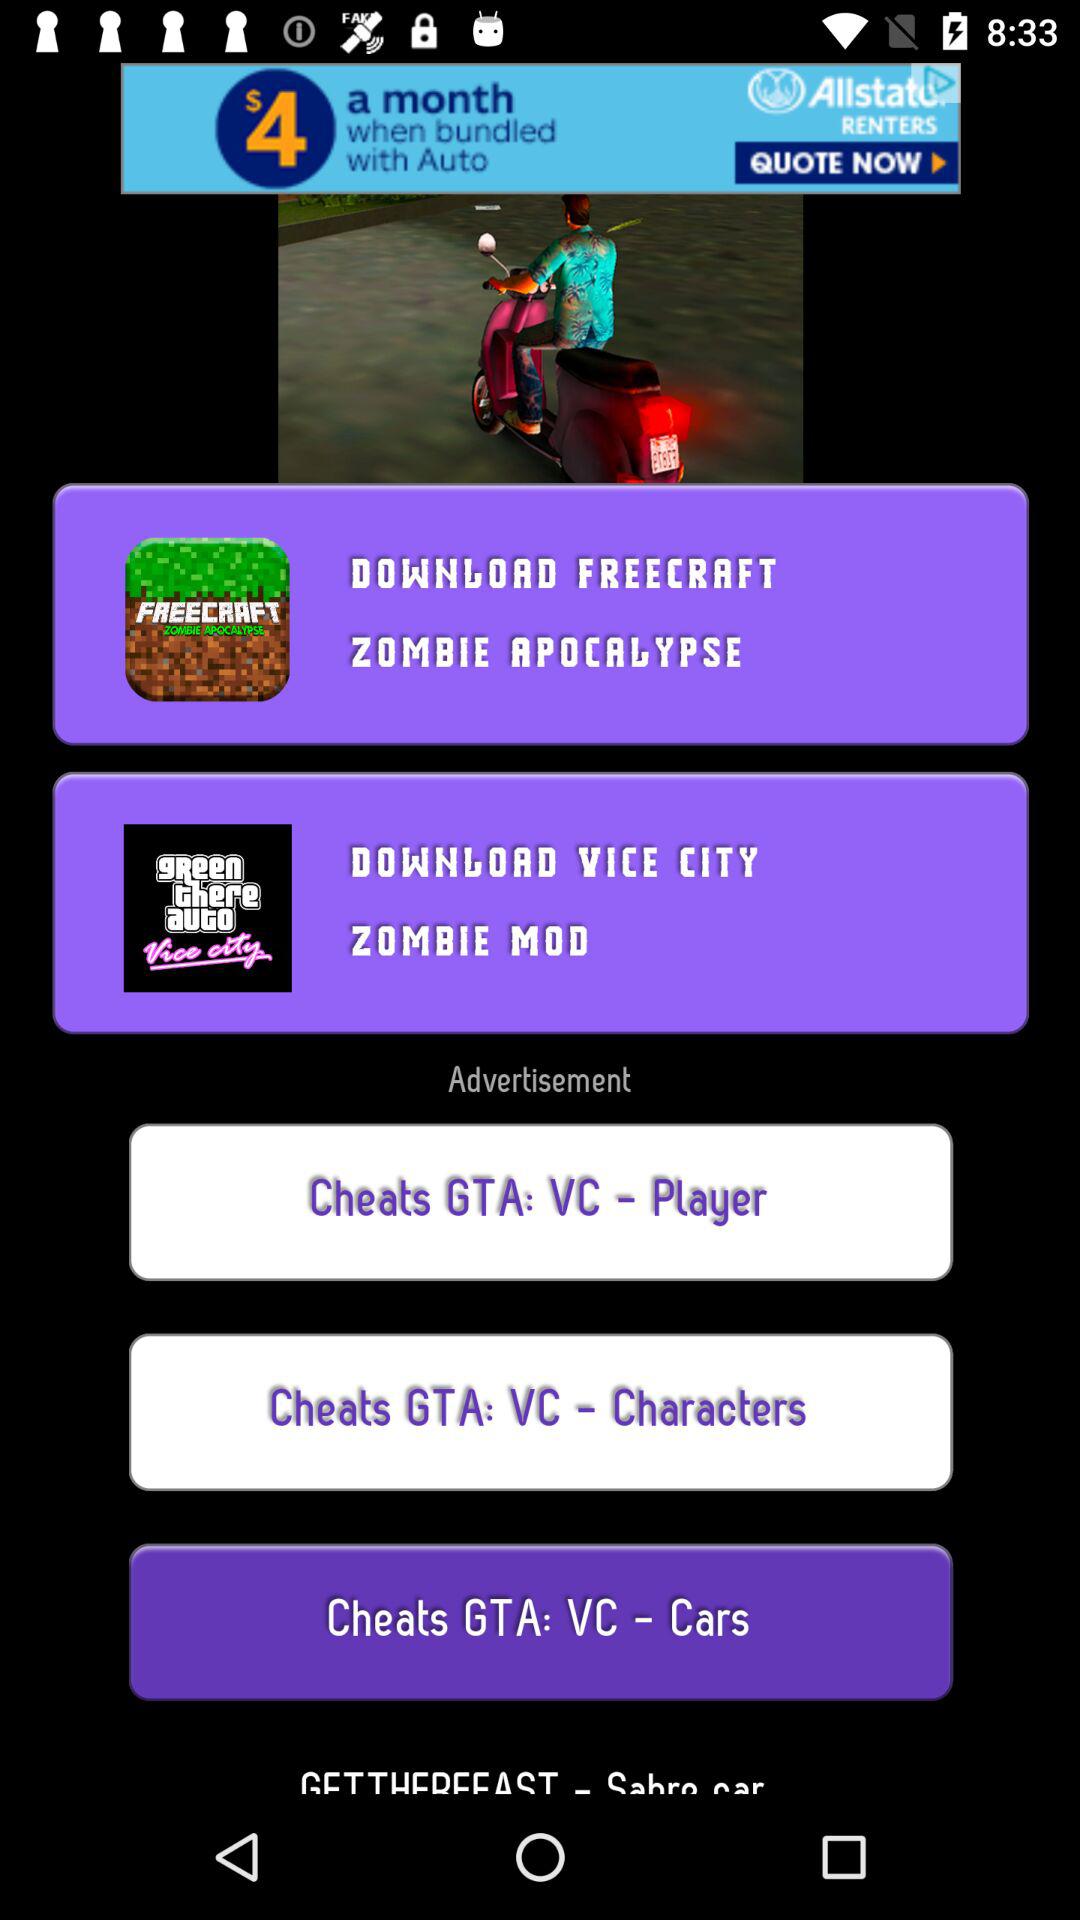 FAKE
8:33
$4
a month
when bundled
with Auto
Allstate.
RENTERS
QUOTE NOW
DOWNLOAD FREECRAFT
ZOMBIE APOCALYPSE
FREECRAFT
ZOMBIE APOCALYPSE
DOWNLOAD VICE CITY
ZOMBIE MOD
green
there
auto
Vice city
Advertisement
Cheats GTA: VC - Player
Cheats GTA: VC - Characters
Cheats GTA: VC - Cars
GETTHEREFAST - Sabre car